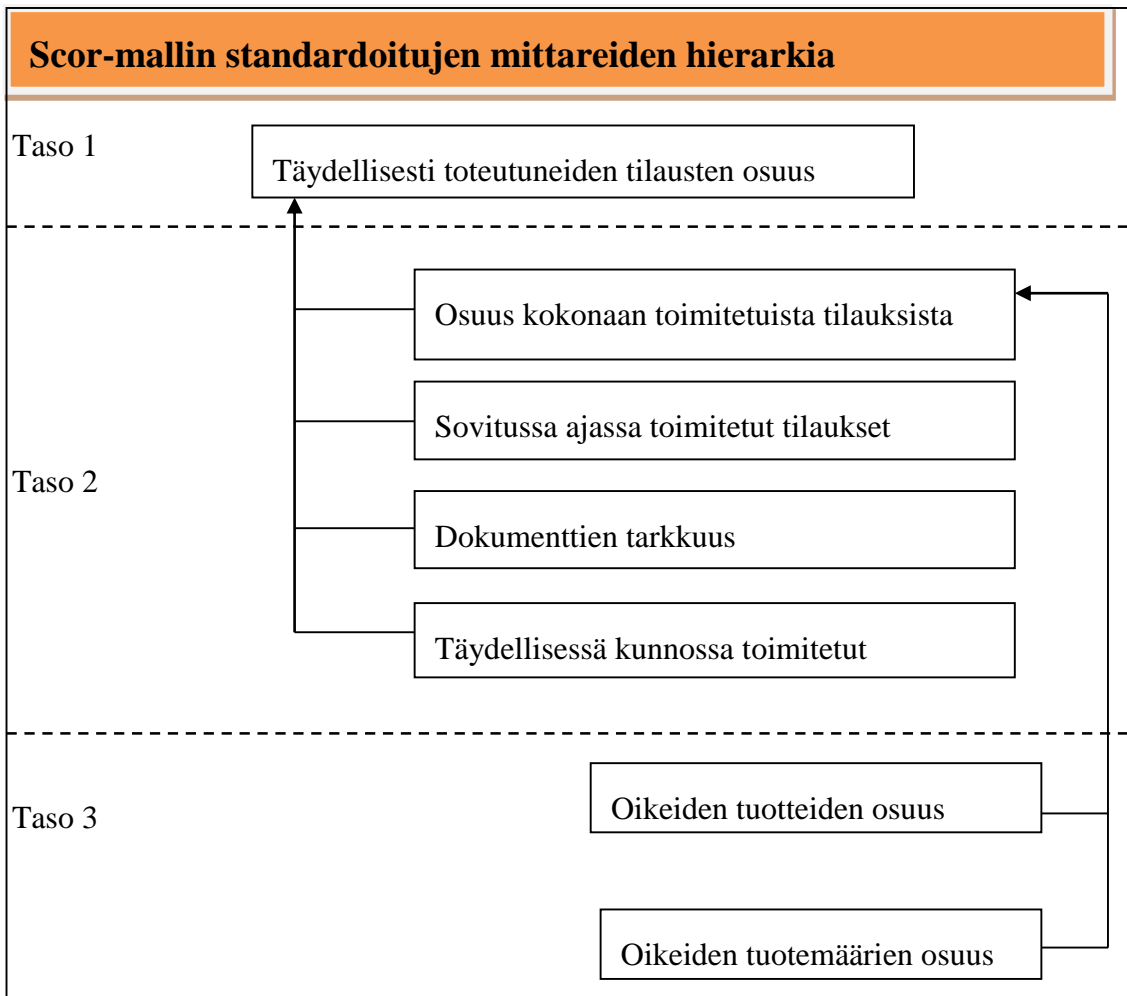 Scor-mallin standardoitujen mittareiden hierarkia
Taso 1
Täydellisesti toteutuneiden tilausten osuus
Osuus kokonaan toimitetuista tilauksista
Sovitussa ajassa toimitetut tilaukset
Taso 2
Dokumenttien tarkkuus
Täydellisessä kunnossa toimitetut
Oikeiden tuotteiden osuus
Taso 3
Oikeiden tuotemäärien osuus